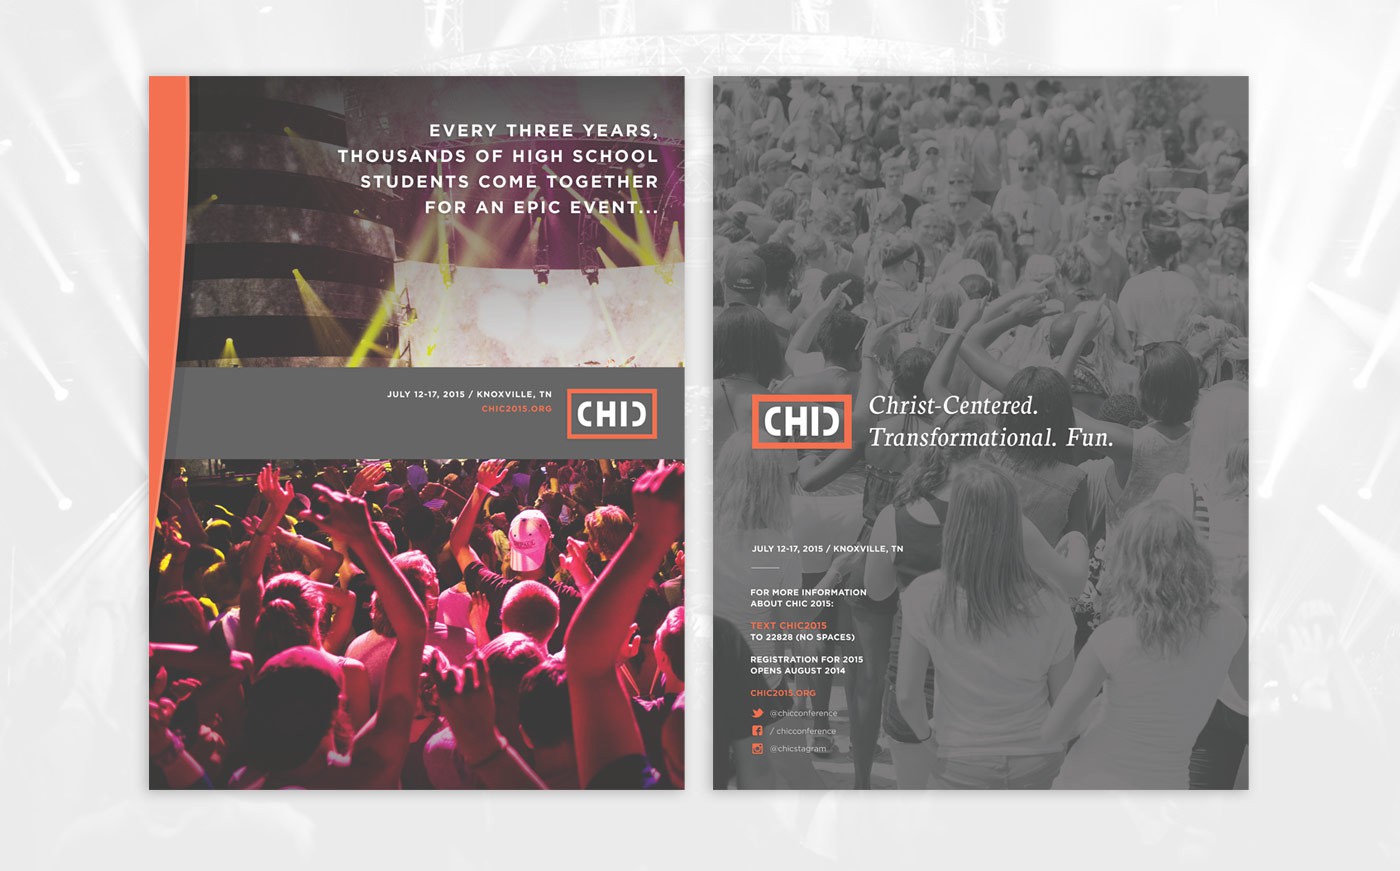 EVERY THREE YEARS,
THOUSANDS OF HIGH SCHOOL
STUDENTS COME TOGETHER
FOR AN EPIC EVENT...
JULY 12-17, 2015 / KNOXVILLE, TN
CHIC2015.ORG
CHIC
CHIC
Christ-Centered.
Transformational. Fun.
JULY 12-17, 2015 / KNOXVILLE, TN
FOR MORE INFORMATION
ABOUT CHIC 2015:
TEXT CHIC2015
TO 22828 (NO SPACES)
REGISTRATION FOR 2015
OPENS AUGUST 2014
CHIC2015.ORG
@chicconference
/ chicconference
@chicstagram